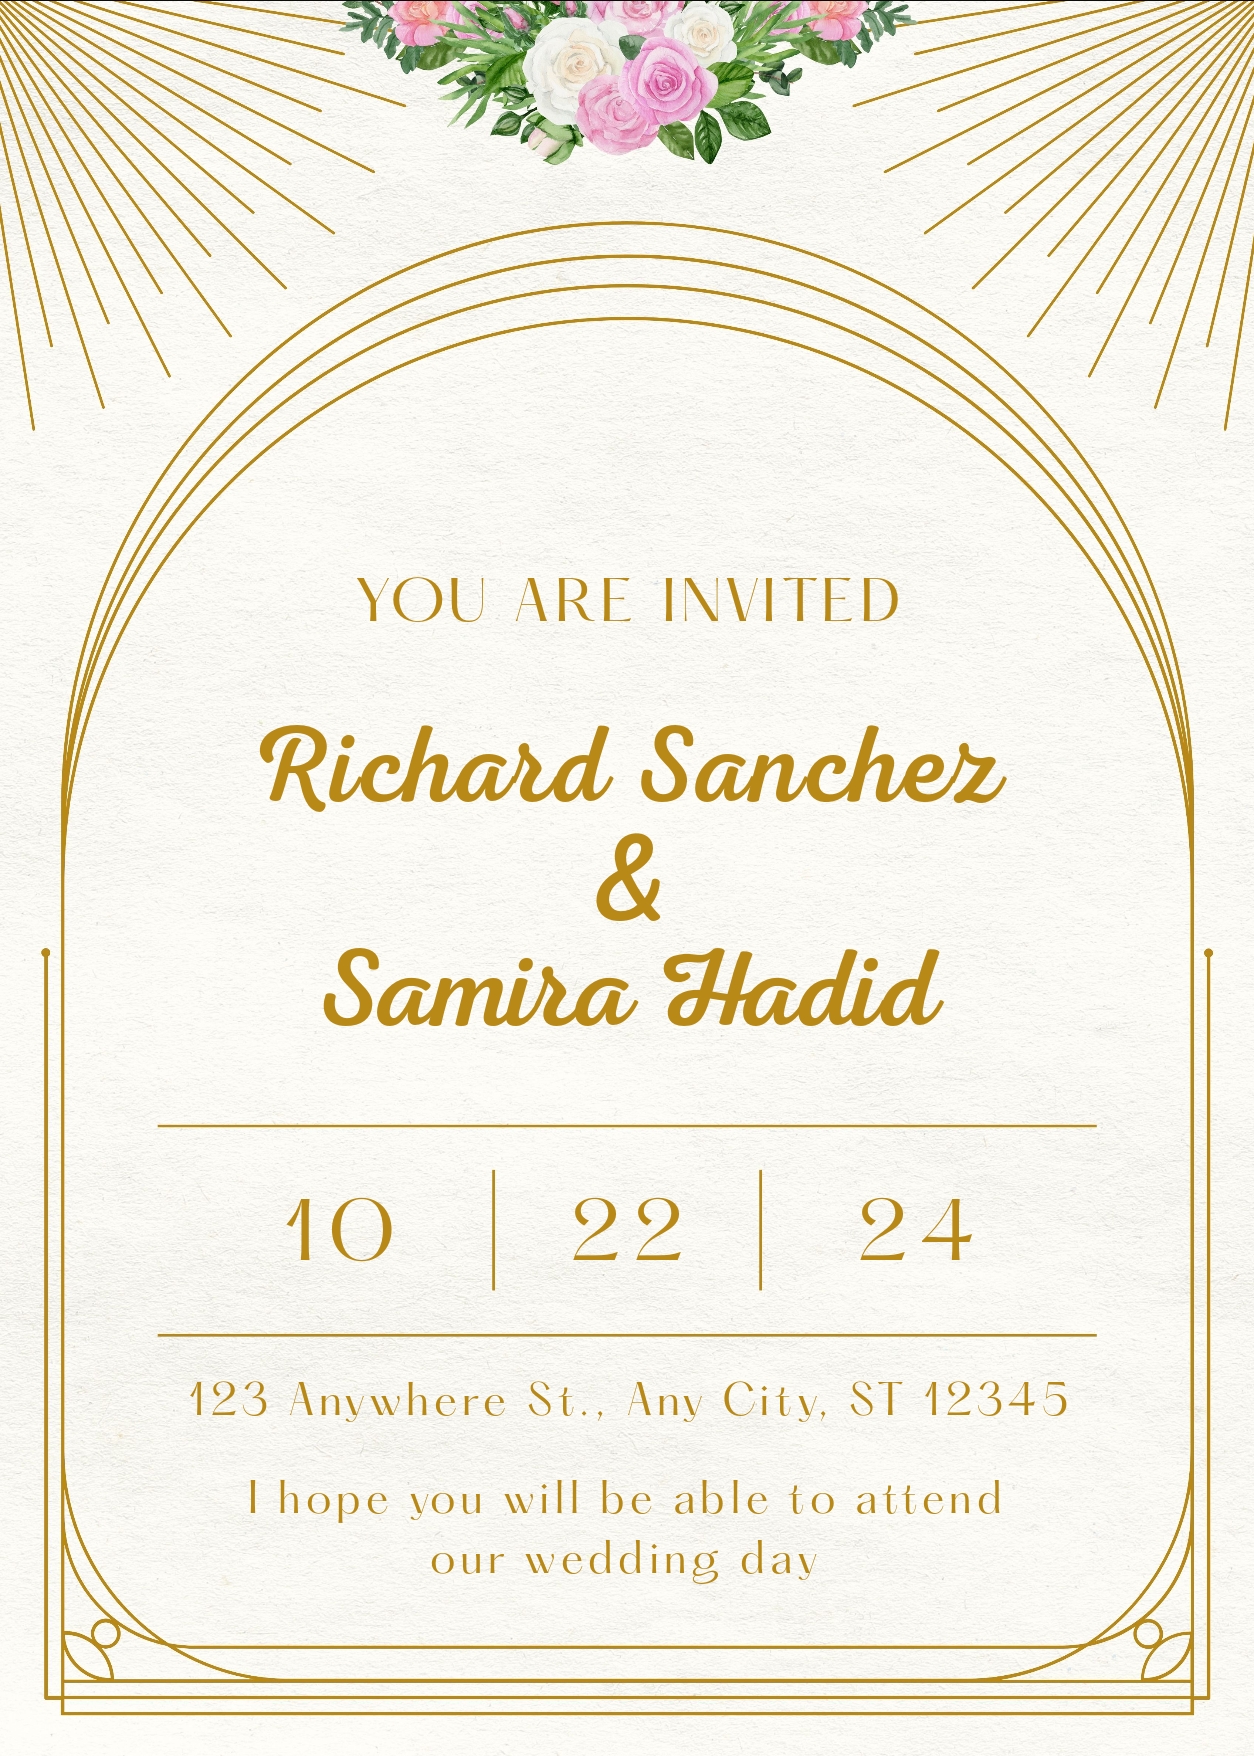 YOU ARE INVITED
Richard Sanchez
&
Samira Hadid
10 22 24
123 Anywhere St., Any City, ST 12345
I hope you will be able to attend
our wedding day